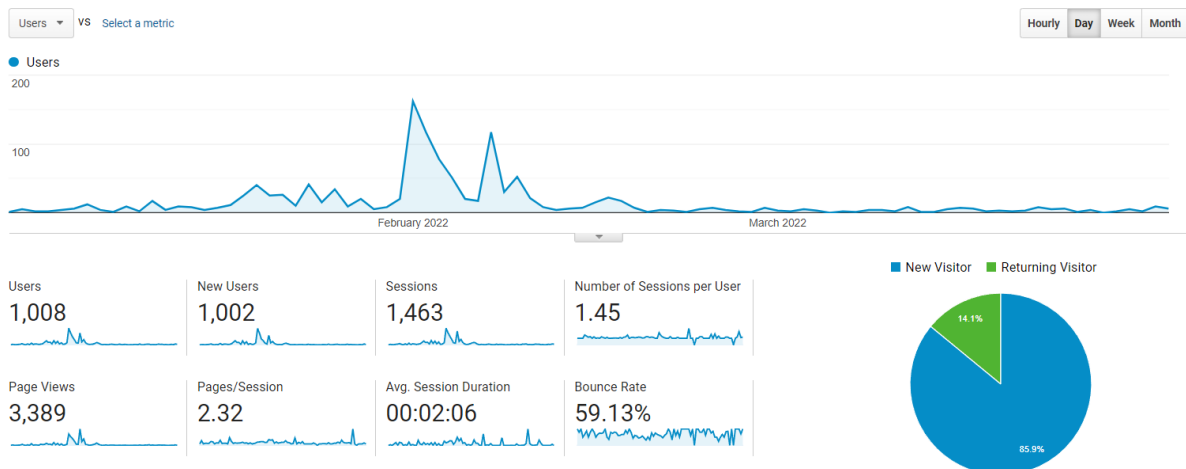 Users VS Select a metric
Hourly Day Week Month
Users
200
100
February 2022 March 2022
Users New Users Sessions Number of Sessions per User
1,008 1,002 1,463 1.45
Page Views Pages/Session Avg. Session Duration Bounce Rate
3,389 2.32 00:02:06 59.13%
New Visitor Returning Visitor
14.1%
85.9%